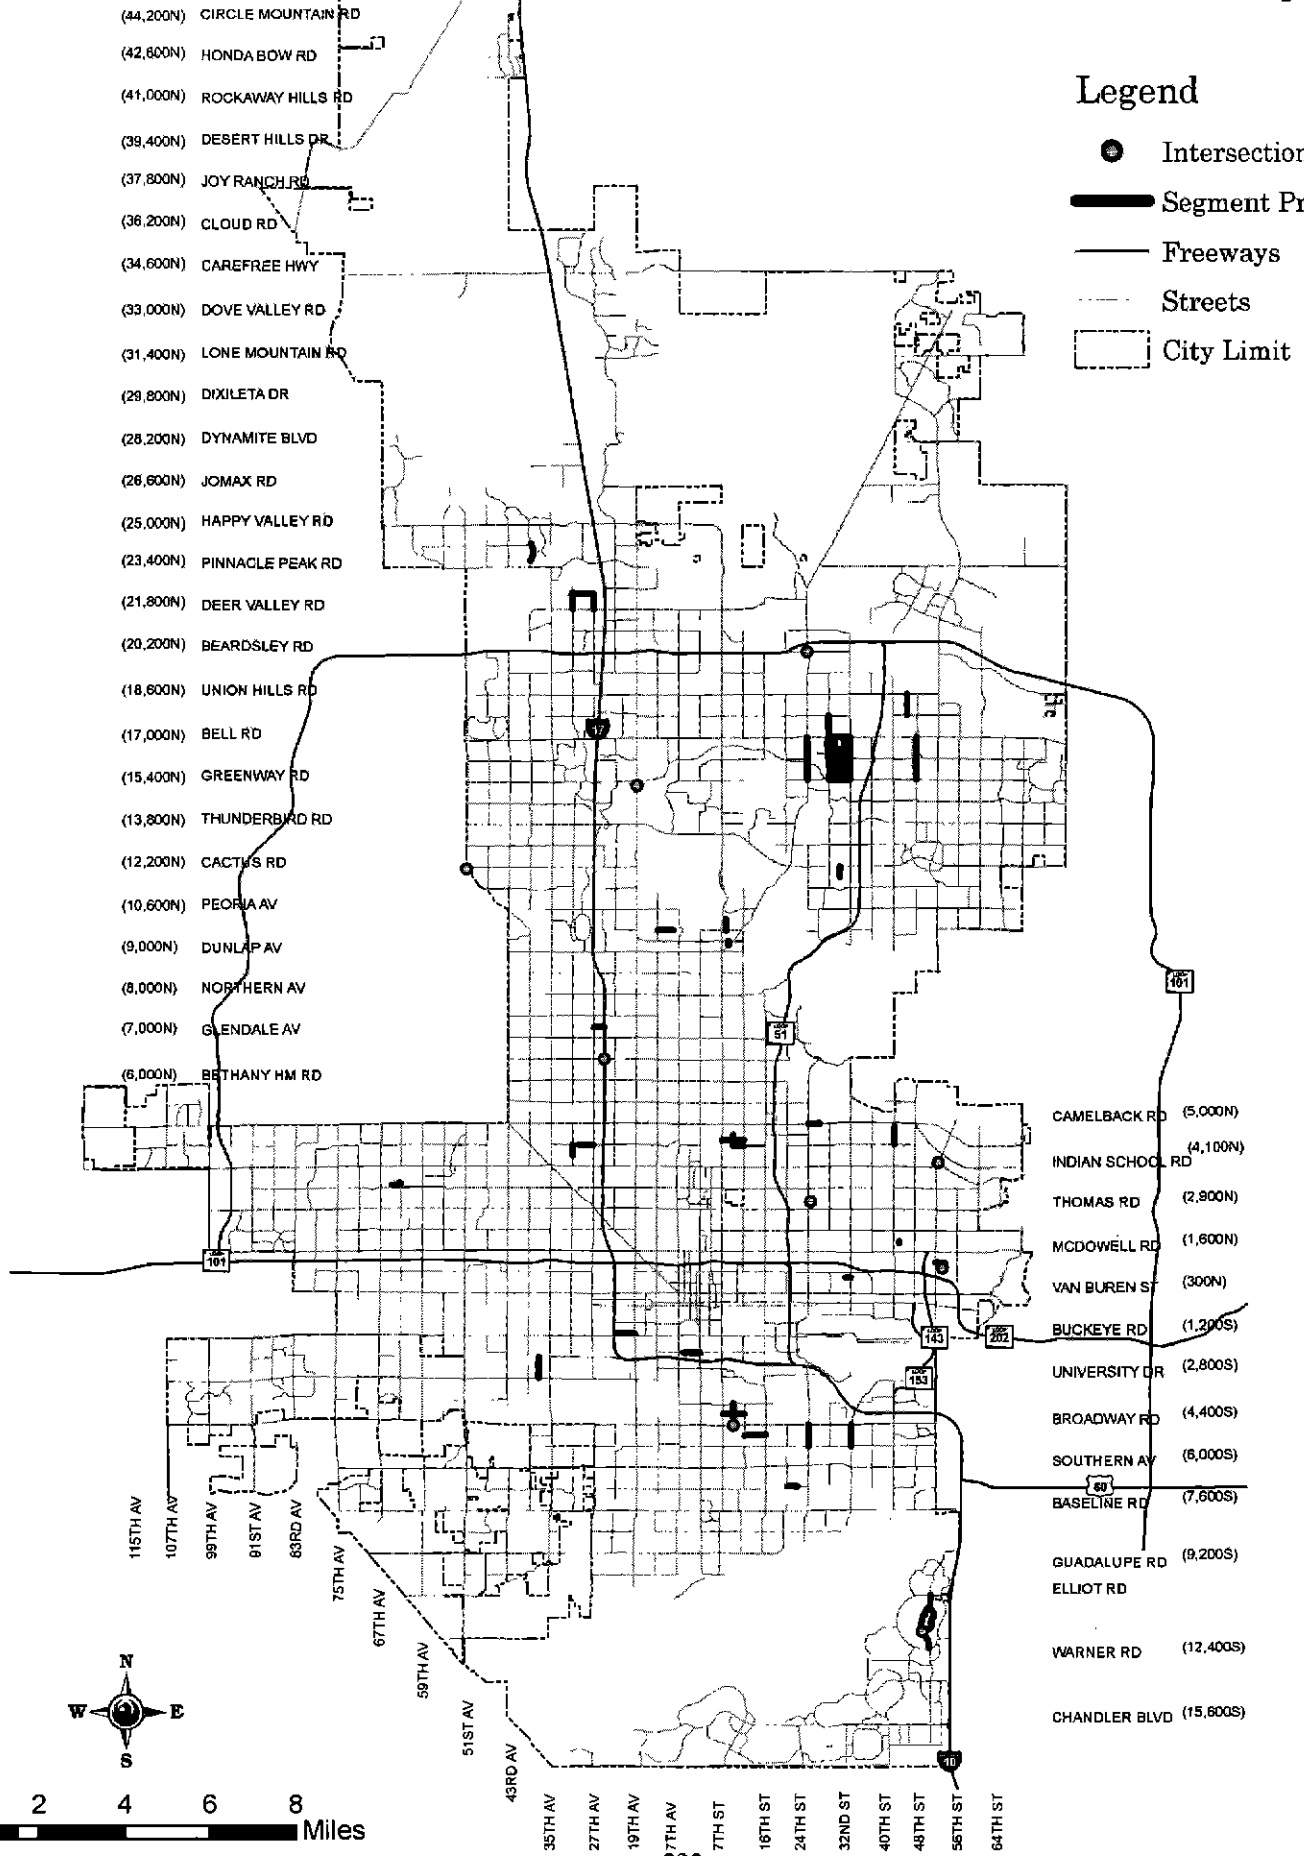 (44,200N) CIRCLE MOUNTAIN RD
(42,600N) HONDA BOW RD
(41,000N) ROCKAWAY HILLS RD
(39,400N) DESERT HILLS DR
(37,800N) JOY RANCH RD
(36,200N) CLOUD RD
(34,600N) CAREFREE HWY
(33,000N) DOVE VALLEY RD
(31,400N) LONE MOUNTAIN RD
(29,800N) DIXILETA DR
(28,200N) DYNAMITE BLVD
(26,600N) JOMAX RD
(25,000N) HAPPY VALLEY RD
(23,400N) PINNACLE PEAK RD
(21,800N) DEER VALLEY RD
(20,200N) BEARDSLEY RD
(18,600N) UNION HILLS RD
(17,000N) BELL RD
(15,400N) GREENWAY RD
(13,800N) THUNDERBIRD RD
(12,200N) CACTUS RD
(10,600N) PEORIA AV
(9,000N) DUNLAP AV
(8,000N) NORTHERN AV
(7,000N) GLENDALE AV
(6,000N) BETHANY HM RD
Legend
Intersection
Segment Pr
Freeways
Streets
City Limit
17
LOOP 101
LOOP 51
LOOP 101
LOOP 143
LOOP 202
LOOP 153
60
10
CAMELBACK RD (5,000N)
INDIAN SCHOOL RD (4,100N)
THOMAS RD (2,900N)
MCDOWELL RD (1,600N)
VAN BUREN ST (300N)
BUCKEYE RD (1,200S)
UNIVERSITY DR (2,800S)
BROADWAY RD (4,400S)
SOUTHERN AV (6,000S)
BASELINE RD (7,600S)
GUADALUPE RD (9,200S)
ELLIOT RD
WARNER RD (12,400S)
CHANDLER BLVD (15,600S)
115TH AV
107TH AV
99TH AV
91ST AV
83RD AV
75TH AV
67TH AV
59TH AV
51ST AV
43RD AV
35TH AV
27TH AV
19TH AV
7TH AV
7TH ST
16TH ST
24TH ST
32ND ST
40TH ST
48TH ST
56TH ST
64TH ST
N
W E
S
2 4 6 8
Miles